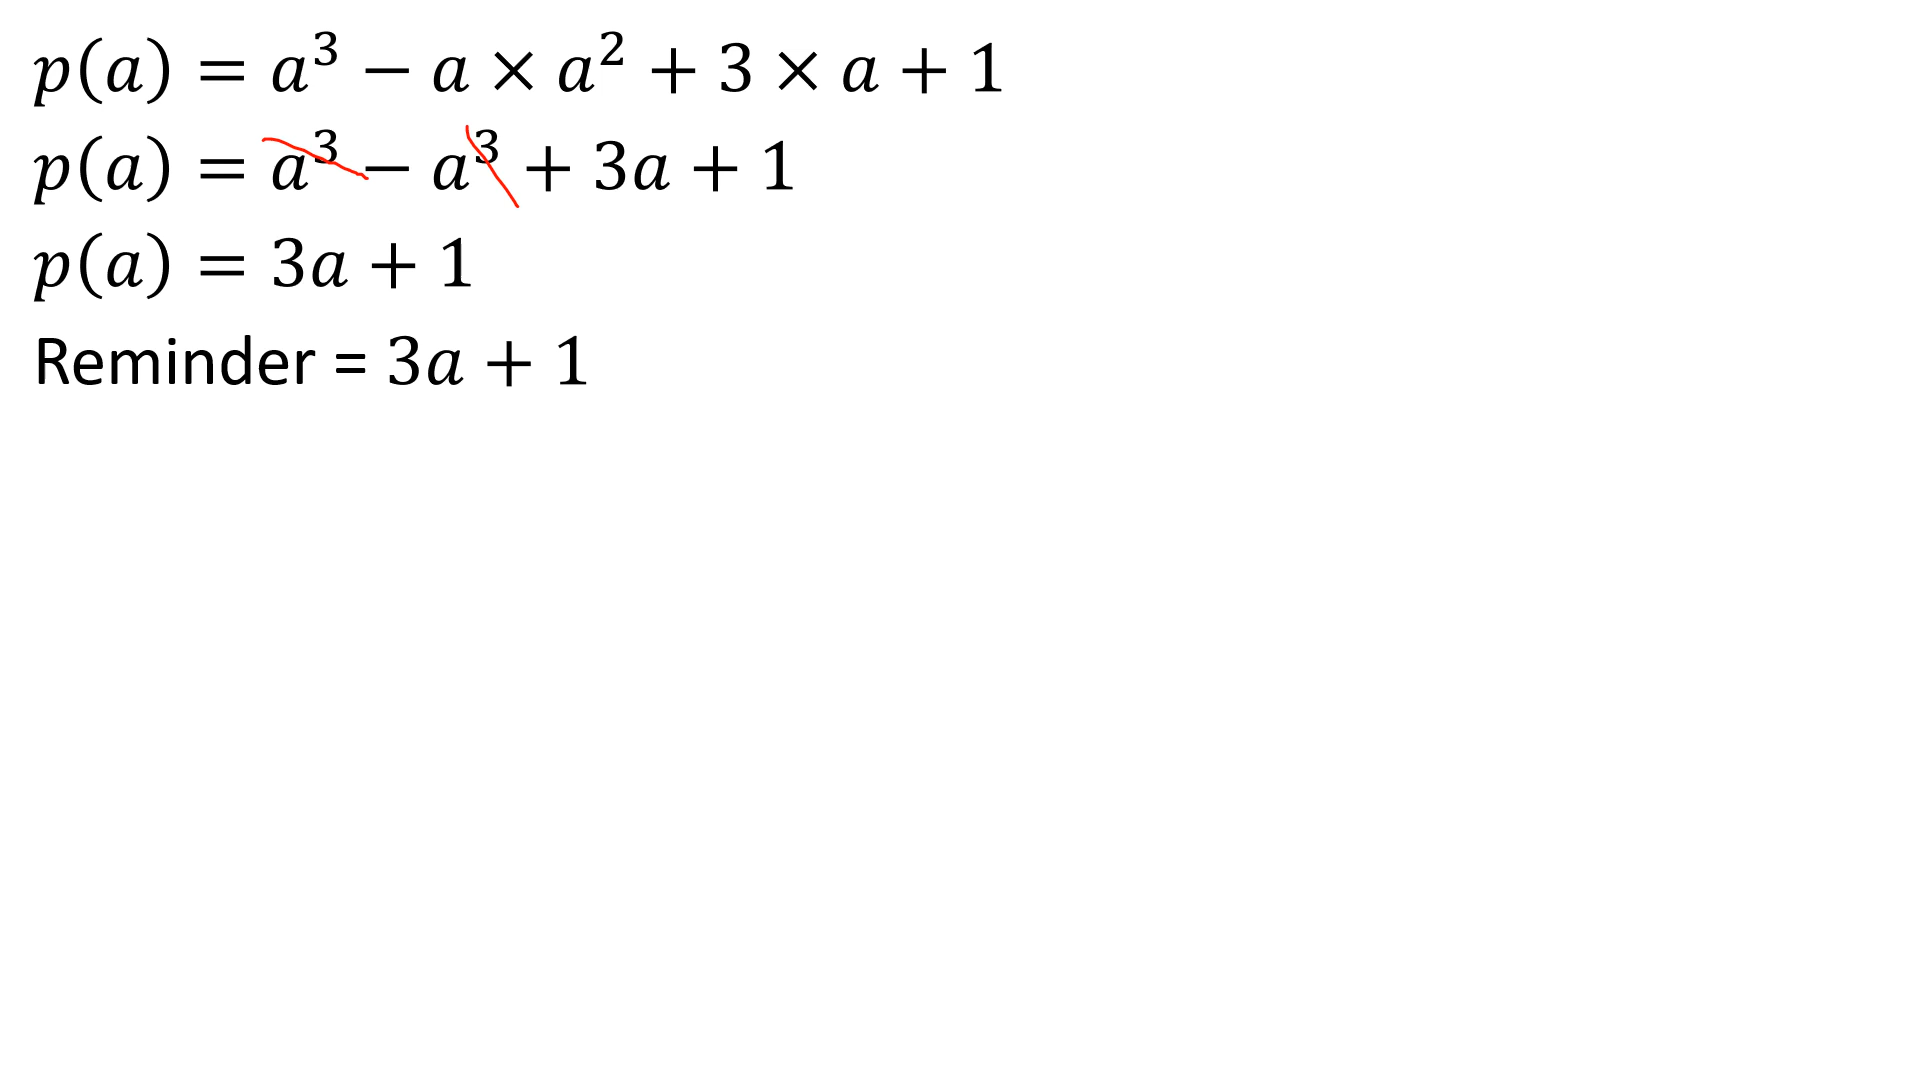 p(a) = a³ − a × a² + 3 × a + 1
p(a) = a³ − a³ + 3a + 1
p(a) = 3a + 1
Reminder = 3a + 1